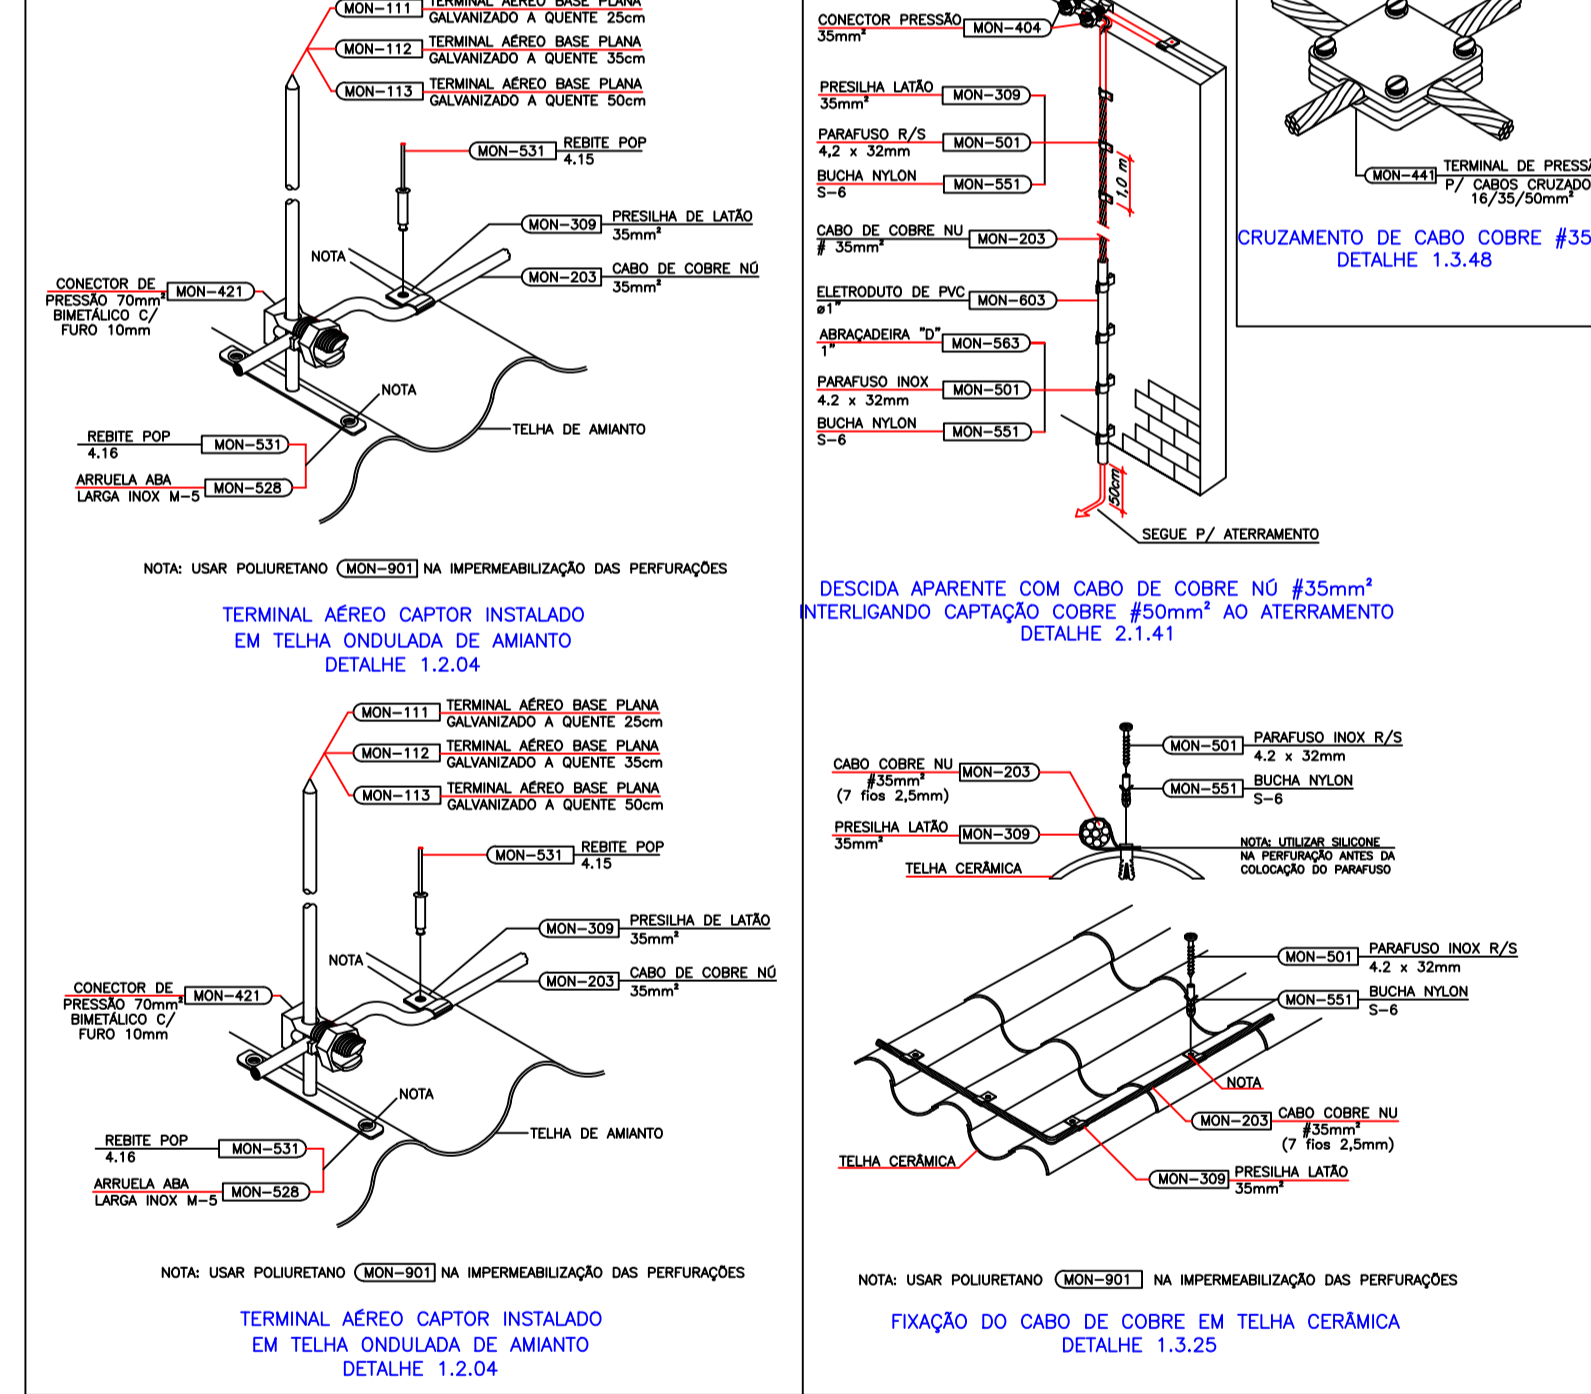 MON-111
TERMINAL AÉREO BASE PLANA
GALVANIZADO A QUENTE 25cm
MON-112
TERMINAL AÉREO BASE PLANA
GALVANIZADO A QUENTE 35cm
MON-113
TERMINAL AÉREO BASE PLANA
GALVANIZADO A QUENTE 50cm
MON-531
REBITE POP
4.15
MON-309
PRESILHA DE LATÃO
35mm²
NOTA
MON-203
CABO DE COBRE NÚ
35mm²
CONECTOR DE
PRESSÃO 70mm²
BIMETÁLICO C/
FURO 10mm
MON-421
NOTA
TELHA DE AMIANTO
REBITE POP
4.16
MON-531
ARRUELA ABA
LARGA INOX M-5
MON-528
NOTA: USAR POLIURETANO MON-901 NA IMPERMEABILIZAÇÃO DAS PERFURAÇÕES
TERMINAL AÉREO CAPTOR INSTALADO
EM TELHA ONDULADA DE AMIANTO
DETALHE 1.2.04
MON-111
TERMINAL AÉREO BASE PLANA
GALVANIZADO A QUENTE 25cm
MON-112
TERMINAL AÉREO BASE PLANA
GALVANIZADO A QUENTE 35cm
MON-113
TERMINAL AÉREO BASE PLANA
GALVANIZADO A QUENTE 50cm
MON-531
REBITE POP
4.15
MON-309
PRESILHA DE LATÃO
35mm²
NOTA
MON-203
CABO DE COBRE NÚ
35mm²
CONECTOR DE
PRESSÃO 70mm²
BIMETÁLICO C/
FURO 10mm
MON-421
NOTA
TELHA DE AMIANTO
REBITE POP
4.16
MON-531
ARRUELA ABA
LARGA INOX M-5
MON-528
NOTA: USAR POLIURETANO MON-901 NA IMPERMEABILIZAÇÃO DAS PERFURAÇÕES
TERMINAL AÉREO CAPTOR INSTALADO
EM TELHA ONDULADA DE AMIANTO
DETALHE 1.2.04
CONECTOR PRESSÃO
35mm²
MON-404
PRESILHA LATÃO
35mm²
MON-309
PARAFUSO R/S
4,2 x 32mm
MON-501
BUCHA NYLON
S-6
MON-551
1,0 m
CABO DE COBRE NU
# 35mm²
MON-203
ELETRODUTO DE PVC
ø1"
MON-603
ABRAÇADEIRA "D"
1"
MON-563
PARAFUSO INOX
4.2 x 32mm
MON-501
BUCHA NYLON
S-6
MON-551
50cm
SEGUE P/ ATERRAMENTO
DESCIDA APARENTE COM CABO DE COBRE NÚ #35mm²
INTERLIGANDO CAPTAÇÃO COBRE #50mm² AO ATERRAMENTO
DETALHE 2.1.41
MON-441
TERMINAL DE PRESSÃ
P/ CABOS CRUZADO
16/35/50mm²
CRUZAMENTO DE CABO COBRE #35
DETALHE 1.3.48
MON-501
PARAFUSO INOX R/S
4.2 x 32mm
CABO COBRE NU
#35mm²
(7 fios 2,5mm)
MON-203
MON-551
BUCHA NYLON
S-6
PRESILHA LATÃO
35mm²
MON-309
NOTA: UTILIZAR SILICONE
NA PERFURAÇÃO ANTES DA
COLOCAÇÃO DO PARAFUSO
TELHA CERÂMICA
MON-501
PARAFUSO INOX R/S
4.2 x 32mm
MON-551
BUCHA NYLON
S-6
NOTA
MON-203
CABO COBRE NU
#35mm²
(7 fios 2,5mm)
TELHA CERÂMICA
MON-309
PRESILHA LATÃO
35mm²
NOTA: USAR POLIURETANO MON-901 NA IMPERMEABILIZAÇÃO DAS PERFURAÇÕES
FIXAÇÃO DO CABO DE COBRE EM TELHA CERÂMICA
DETALHE 1.3.25